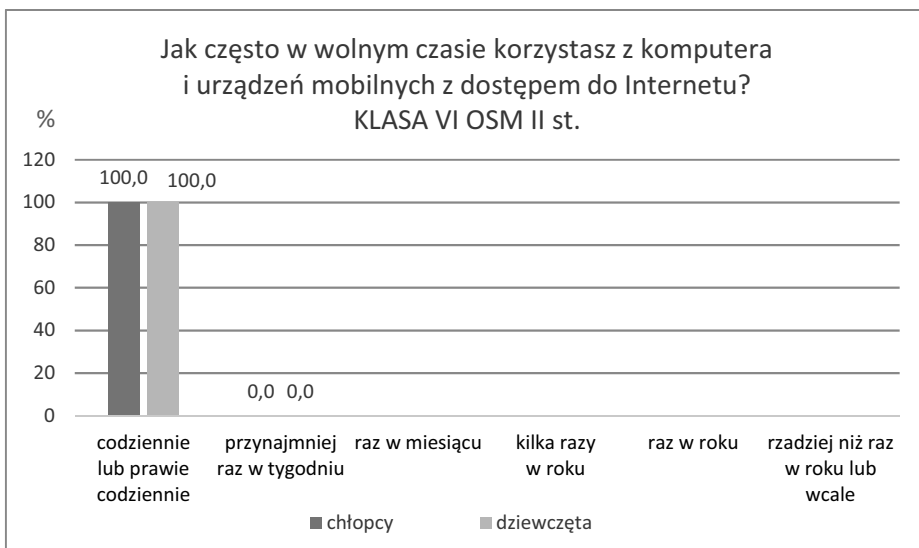 Jak często w wolnym czasie korzystasz z komputera
i urządzeń mobilnych z dostępem do Internetu?
KLASA VI OSM II st.
%
120
100
80
60
40
20
0
100,0 100,0
0,0 0,0
codziennie
lub prawie
codziennie
przynajmniej
raz w tygodniu
raz w miesiącu
kilka razy
w roku
raz w roku
rzadziej niż raz
w roku lub
wcale
chłopcy
dziewczęta